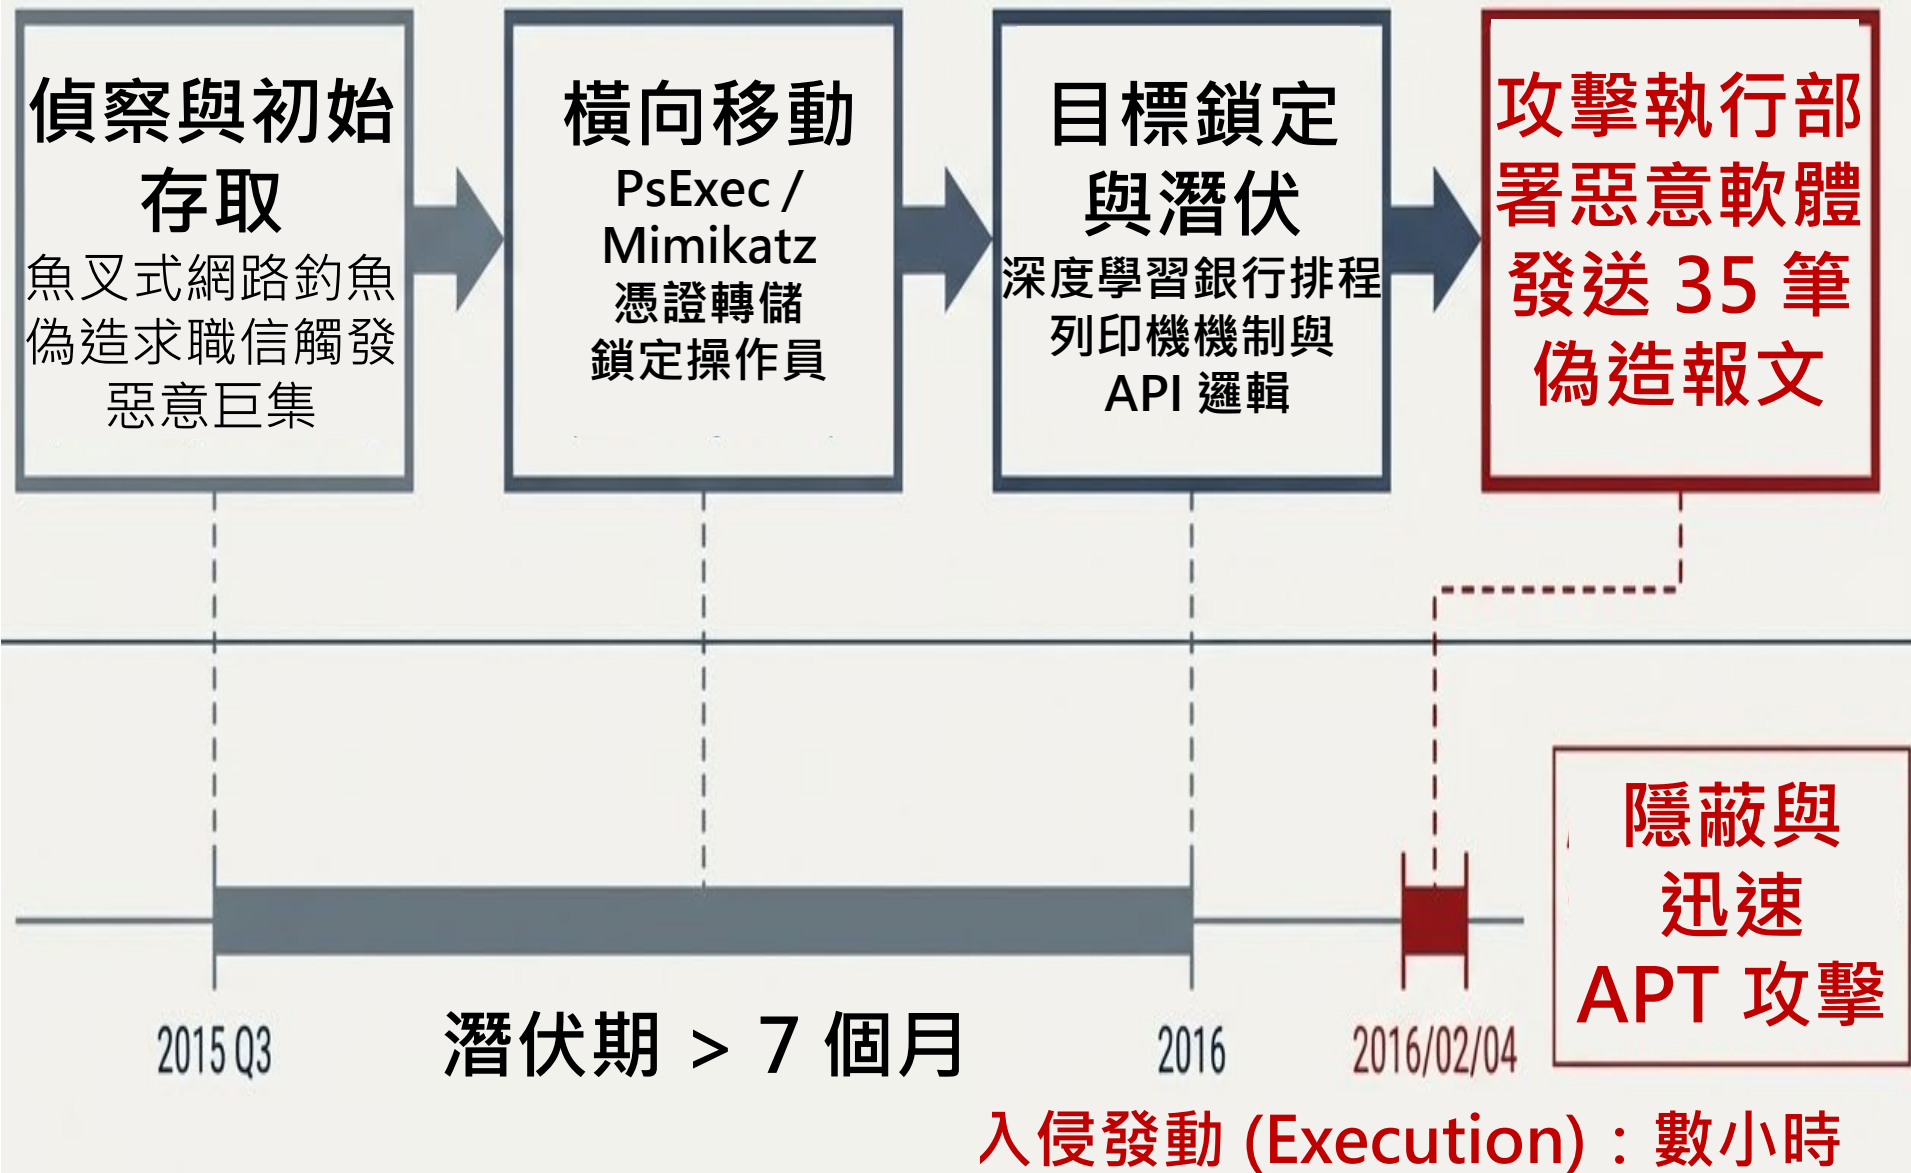 偵察與初始
存取
魚叉式網路釣魚
偽造求職信觸發
惡意巨集
橫向移動
PsExec /
Mimikatz
憑證轉儲
鎖定操作員
目標鎖定
與潛伏
深度學習銀行排程
列印機機制與
API 邏輯
攻擊執行部
署惡意軟體
發送 35 筆
偽造報文
隱蔽與
迅速
APT 攻擊
2015 Q3
潛伏期 > 7 個月
2016
2016/02/04
入侵發動 (Execution)：數小時